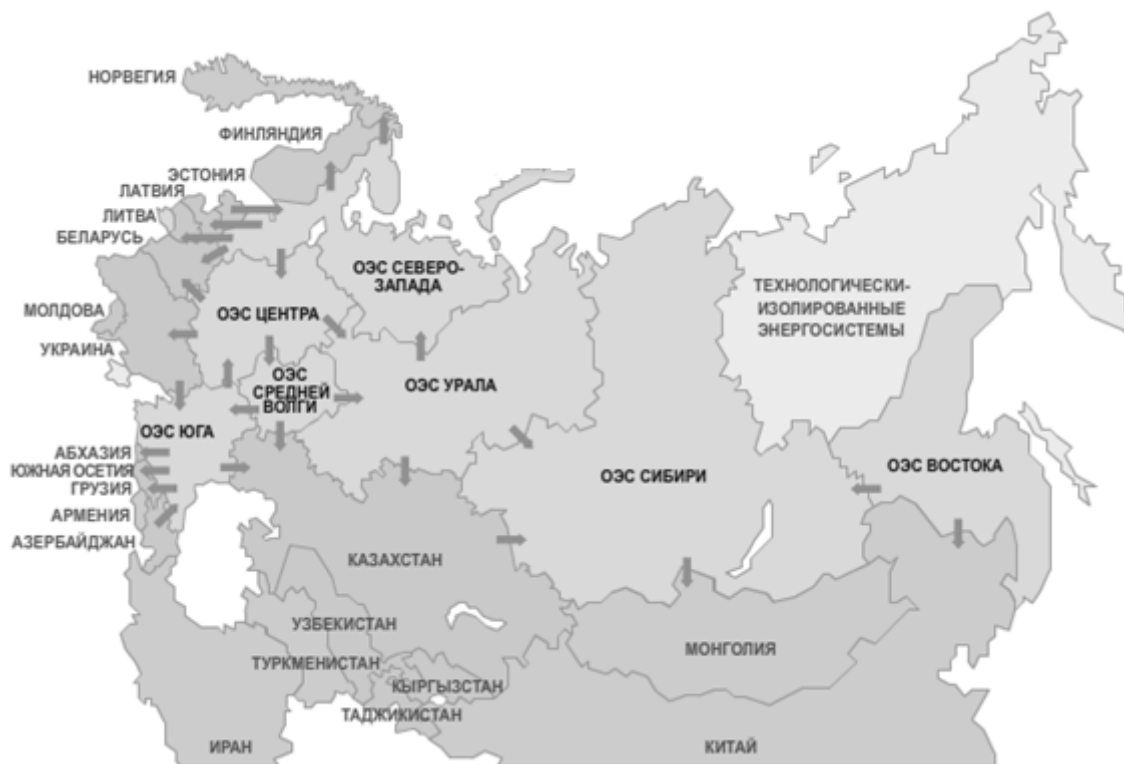 НОРВЕГИЯ
ФИНЛЯНДИЯ
ЭСТОНИЯ
ЛАТВИЯ
ЛИТВА
БЕЛАРУСЬ
МОЛДОВА
УКРАИНА
ОЭС СЕВЕРО-
ЗАПАДА
ТЕХНОЛОГИЧЕСКИ-
ИЗОЛИРОВАННЫЕ
ЭНЕРГОСИСТЕМЫ
ОЭС ЦЕНТРА
ОЭС
СРЕДНЕЙ
ВОЛГИ
ОЭС УРАЛА
ОЭС ЮГА
ОЭС СИБИРИ
ОЭС ВОСТОКА
АБХАЗИЯ
ЮЖНАЯ ОСЕТИЯ
ГРУЗИЯ
АРМЕНИЯ
АЗЕРБАЙДЖАН
КАЗАХСТАН
УЗБЕКИСТАН
ТУРКМЕНИСТАН
КЫРГЫЗСТАН
ТАДЖИКИСТАН
МОНГОЛИЯ
ИРАН
КИТАЙ